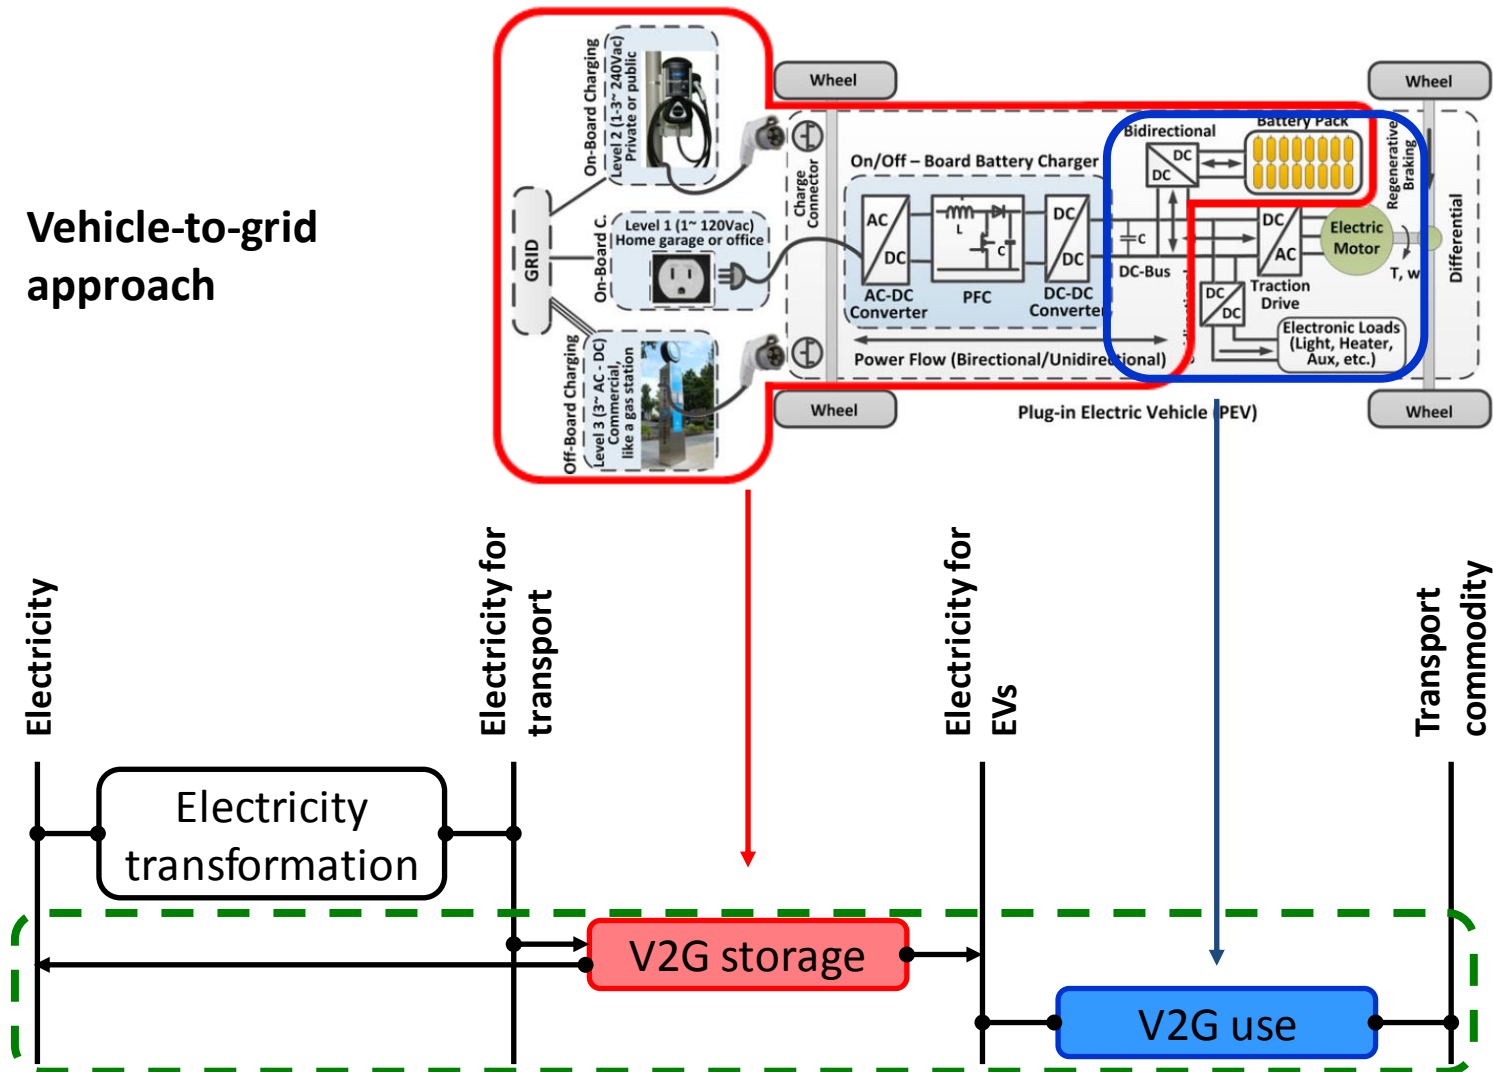 Vehicle-to-grid
approach
GRID
On-Board Charging
Level 2 (1-3~ 240Vac)
Private or public
On-Board C.
Level 1 (1~ 120Vac)
Home garage or office
Off-Board Charging
Level 3 (3~ AC - DC)
Commercial,
like a gas station
Wheel
Wheel
Charge
Connector
On/Off – Board Battery Charger
AC
DC
AC-DC
Converter
L
C
PFC
DC
DC
DC-DC
Converter
Power Flow (Birectional/Unidirectional)
Bidirectional
DC
DC
Battery Pack
C
DC-Bus
DC
AC
Traction
Drive
Electric
Motor
Regenerative
Braking
T, w
Differential
DC
DC
Electronic Loads
(Light, Heater,
Aux, etc.)
Wheel
Wheel
Plug-in Electric Vehicle (PEV)
Electricity
Electricity for
transport
Electricity for
EVs
Transport
commodity
Electricity
transformation
V2G storage
V2G use